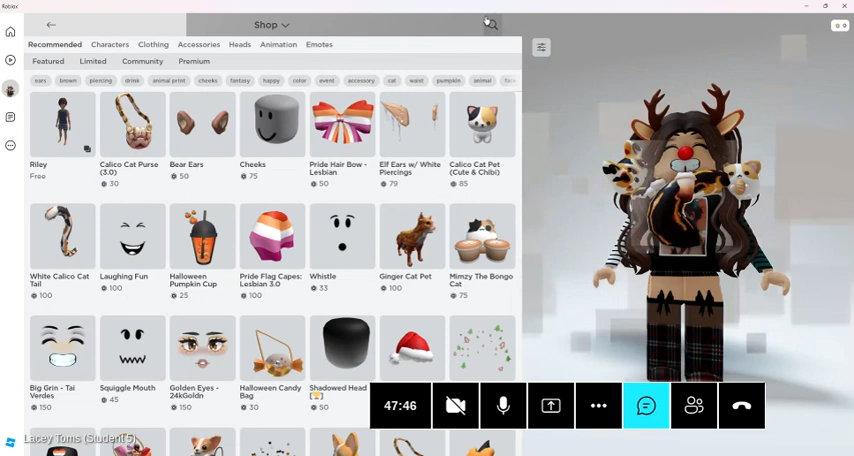 Roblox
Shop
0
Recommended Characters Clothing Accessories Heads Animation Emotes
Featured Limited Community Premium
ears brown piercing drink animal print cheeks fantasy happy color event accessory cat waist pumpkin animal face
Riley
Free
Calico Cat Purse
(3.0)
30
Bear Ears
50
Cheeks
75
Pride Hair Bow -
Lesbian
50
Elf Ears w/ White
Piercings
79
Calico Cat Pet
(Cute & Chibi)
85
White Calico Cat
Tail
100
Laughing Fun
100
Halloween
Pumpkin Cup
25
Pride Flag Capes:
Lesbian 3.0
100
Whistle
33
Ginger Cat Pet
100
Mimzy The Bongo
Cat
75
Big Grin - Tai
Verdes
150
Squiggle Mouth
45
Golden Eyes -
24kGoldn
150
Halloween Candy
Bag
30
Shadowed Head
50
47:46
Lacey Toms (Student 5)